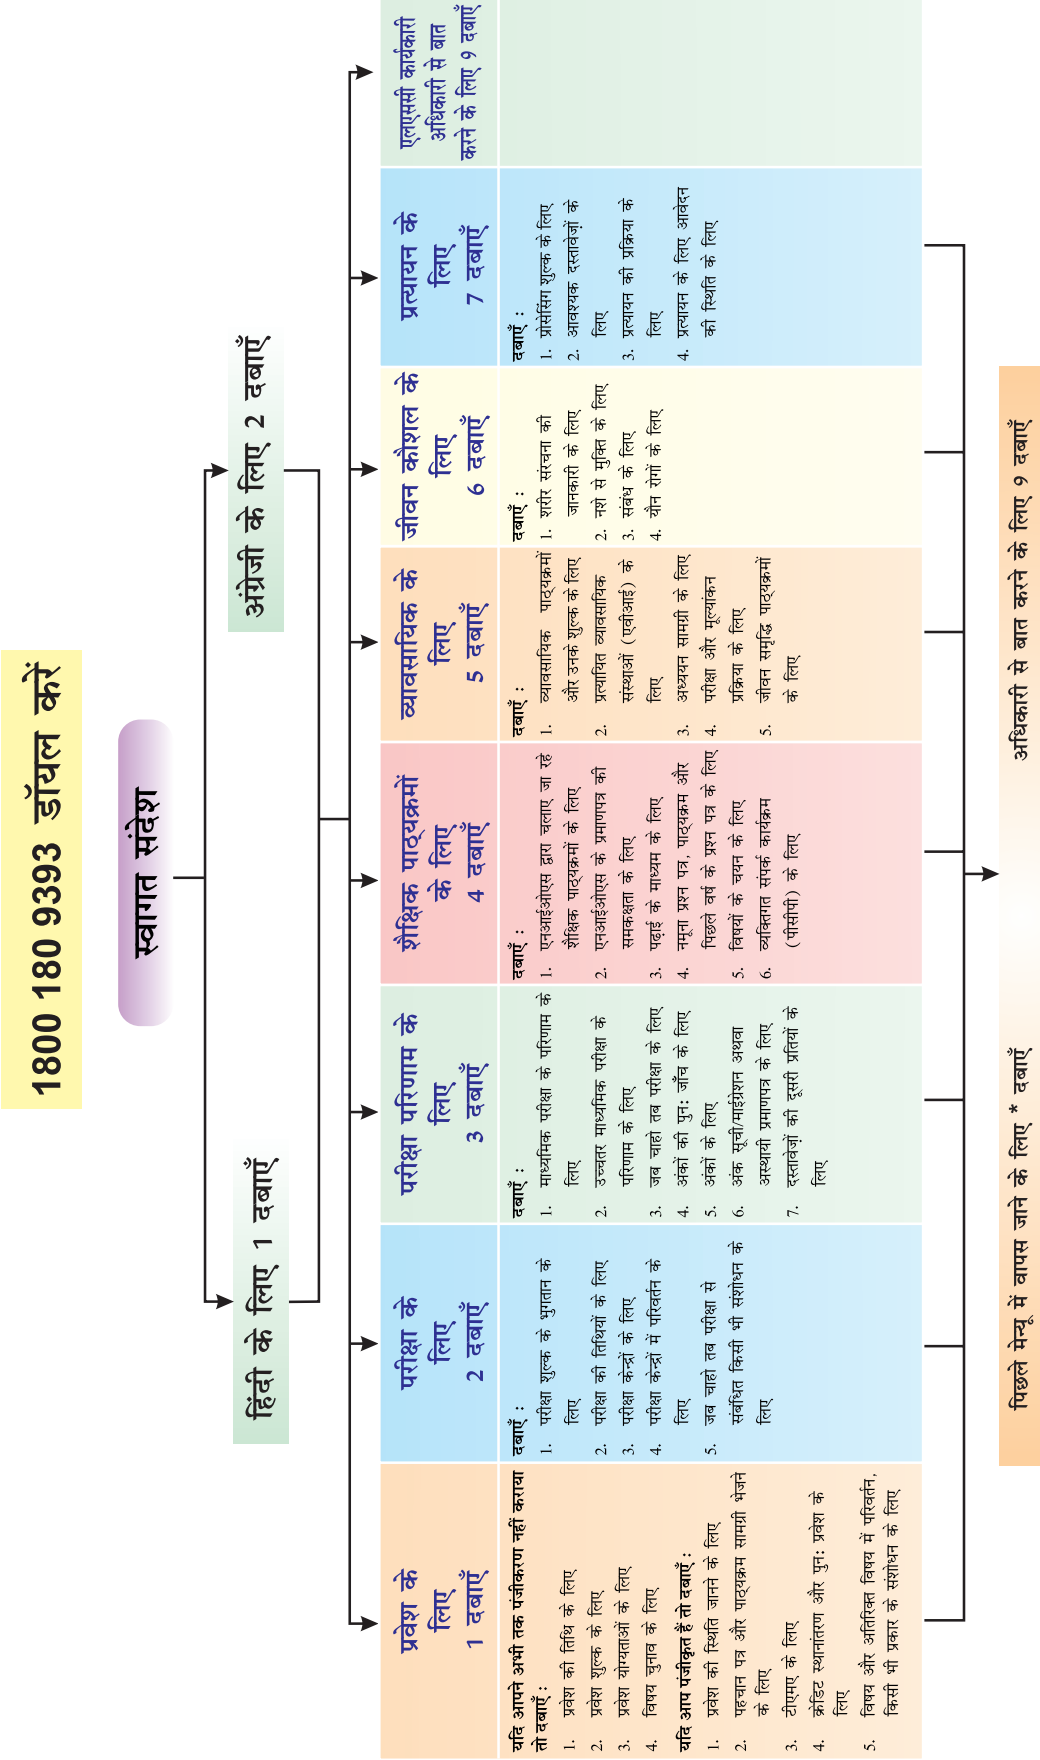 1800 180 9393 डॉयल करें
स्वागत संदेश
हिंदी के लिए 1 दबाएँ
अंग्रेजी के लिए 2 दबाएँ
प्रवेश के
लिए
1 दबाएँ
यदि आपने अभी तक पंजीकरण नहीं कराया
तो दबाएँ :
1. प्रवेश की तिथि के लिए
2. प्रवेश शुल्क के लिए
3. प्रवेश योग्यताओं के लिए
4. विषय चुनाव के लिए
यदि आप पंजीकृत हैं तो दबाएँ :
1. प्रवेश की स्थिति जानने के लिए
2. पहचान पत्र और पाठ्यक्रम सामग्री भेजने
के लिए
3. टीएमए के लिए
4. क्रेडिट स्थानांतरण और पुन: प्रवेश के
लिए
5. विषय और अतिरिक्त विषय में परिवर्तन,
किसी भी प्रकार के संशोधन के लिए
परीक्षा के
लिए
2 दबाएँ
दबाएँ :
1. परीक्षा शुल्क के भुगतान के
लिए
2. परीक्षा की तिथियों के लिए
3. परीक्षा केन्द्रों के लिए
4. परीक्षा केन्द्रों में परिवर्तन के
लिए
5. जब चाहो तब परीक्षा से
संबंधित किसी भी संशोधन के
लिए
परीक्षा परिणाम के
लिए
3 दबाएँ
दबाएँ :
1. माध्यमिक परीक्षा के परिणाम के
लिए
2. उच्चतर माध्यमिक परीक्षा के
परिणाम के लिए
3. जब चाहो तब परीक्षा के लिए
4. अंकों की पुन: जाँच के लिए
5. अंकों के लिए
6. अंक सूची/माईग्रेशन अथवा
अस्थायी प्रमाणपत्र के लिए
7. दस्तावेज़ों की दूसरी प्रतियों के
लिए
शैक्षिक पाठ्यक्रमों
के लिए
4 दबाएँ
दबाएँ :
1. एनआईओएस द्वारा चलाए जा रहे
शैक्षिक पाठ्यक्रमों के लिए
2. एनआईओएस के प्रमाणपत्र की
समकक्षता के लिए
3. पढ़ाई के माध्यम के लिए
4. नमूना प्रश्न पत्र, पाठ्यक्रम और
पिछले वर्ष के प्रश्न पत्र के लिए
5. विषयों के चयन के लिए
6. व्यक्तिगत संपर्क कार्यक्रम
(पीसीपी) के लिए
व्यावसायिक के
लिए
5 दबाएँ
दबाएँ :
1. व्यावसायिक पाठ्यक्रमों
और उनके शुल्क के लिए
2. प्रत्यायित व्यावसायिक
संस्थाओं (एवीआई) के
लिए
3. अध्ययन सामग्री के लिए
4. परीक्षा और मूल्यांकन
प्रक्रिया के लिए
5. जीवन समृद्धि पाठ्यक्रमों
के लिए
जीवन कौशल के
लिए
6 दबाएँ
दबाएँ :
1. शरीर संरचना की
जानकारी के लिए
2. नशे से मुक्ति के लिए
3. संबंध के लिए
4. यौन रोगों के लिए
प्रत्यायन के
लिए
7 दबाएँ
दबाएँ :
1. प्रोसेसिंग शुल्क के लिए
2. आवश्यक दस्तावेज़ों के
लिए
3. प्रत्यायन की प्रक्रिया के
लिए
4. प्रत्यायन के लिए आवेदन
की स्थिति के लिए
एलएससी कार्यकारी
अधिकारी से बात
करने के लिए 9 दबाएँ
पिछले मेन्यू में वापस जाने के लिए * दबाएँ
अधिकारी से बात करने के लिए 9 दबाएँ